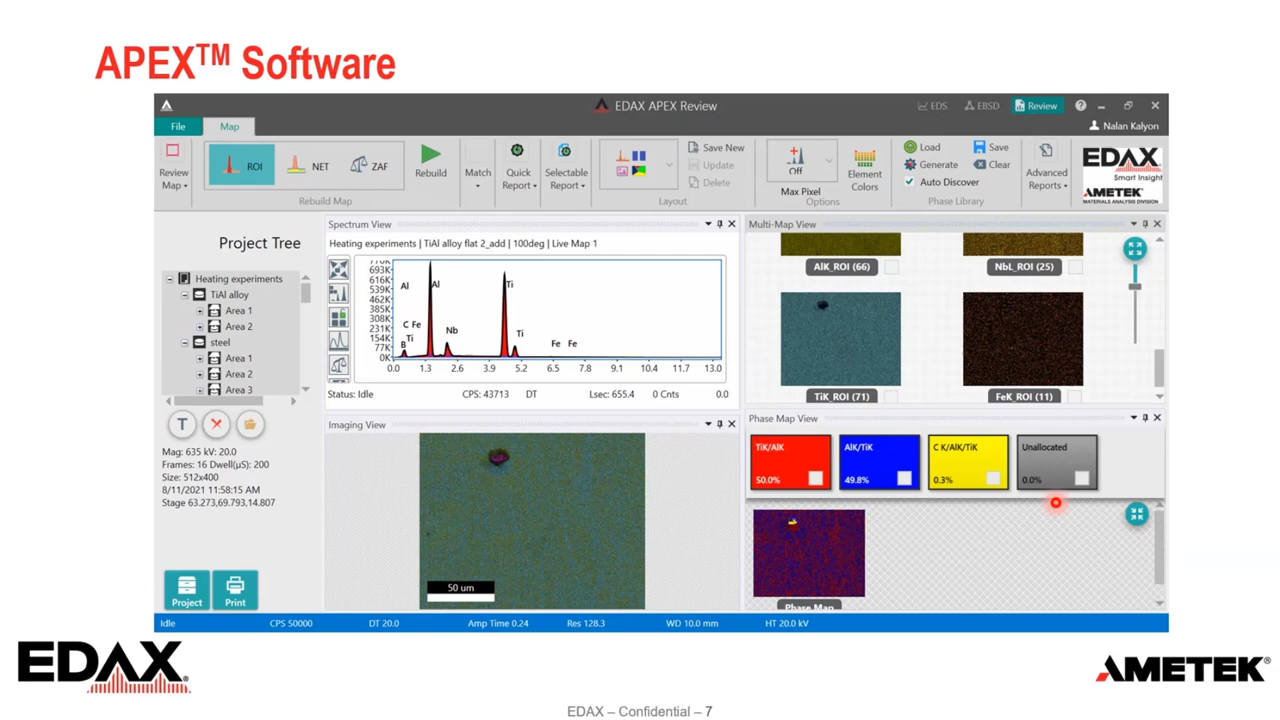 APEX™ Software
EDAX APEX Review
EDS
EBSD
Review
File
Map
Nalan Kalyon
Review
Map
ROI
NET
ZAF
Rebuild Map
Rebuild
Match
Quick
Report
Selectable
Report
Save New
Update
Delete
Layout
Off
Max Pixel
Element
Colors
Options
Load
Save
Generate
Clear
Auto Discover
Phase Library
Advanced
Reports
EDAX
Smart Insight
AMETEK
MATERIALS ANALYSIS DIVISION
Project Tree
Heating experiments
TiAl alloy
Area 1
Area 2
steel
Area 1
Area 2
Area 3
T
Mag: 635 kV: 20.0
Frames: 16 Dwell(µS): 200
Size: 512x400
8/11/2021 11:58:15 AM
Stage 63.273,69.793,14.807
Project
Print
Spectrum View
Heating experiments | TiAl alloy flat 2_add | 100deg | Live Map 1
770K
693K
616K
539K
462K
385K
308K
231K
154K
77K
0K
Al
Al
Ti
C Fe
Ti
B
Nb
Ti
Fe Fe
0.0 1.3 2.6 3.9 5.2 6.5 7.8 9.1 10.4 11.7 13.0
Status: Idle CPS: 43713 DT Lsec: 655.4 0 Cnts 0.0
Imaging View
50 um
Multi-Map View
AlK_ROI (66)
NbL_ROI (25)
TiK_ROI (71)
FeK_ROI (11)
Phase Map View
TiK/AlK
50.0%
AlK/TiK
49.8%
C K/AlK/TiK
0.3%
Unallocated
0.0%
Phase Map
Idle CPS 50000 DT 20.0 Amp Time 0.24 Res 128.3 WD 10.0 mm HT 20.0 kV
EDAX®
AMETEK®
EDAX – Confidential – 7